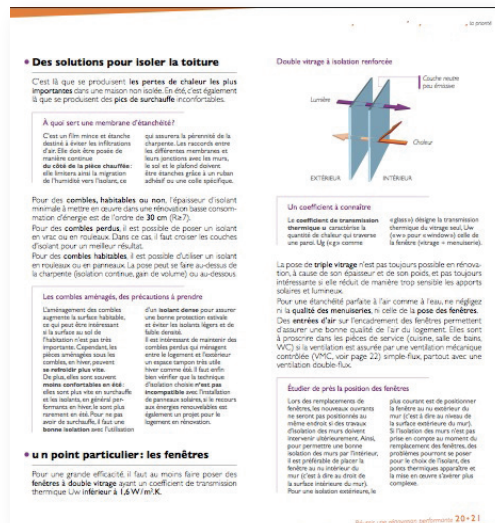 la priorité
• Des solutions pour isoler la toiture
C'est là que se produisent les pertes de chaleur les plus
importantes dans une maison non isolée. En été, c'est également
là que se produisent des pics de surchauffe inconfortables.
À quoi sert une membrane d'étanchéité ?
C'est un film mince et étanche
destiné à éviter les infiltrations
d'air. Elle doit être posée de
manière continue
du côté de la pièce chauffée :
elle limitera ainsi la migration
de l'humidité vers l'isolant, ce
qui assurera la pérennité de la
charpente. Les raccords entre
les différentes membranes et
leurs jonctions avec les murs,
le sol et le plafond doivent
être étanches grâce à un ruban
adhésif ou une colle spécifique.
Pour des combles, habitables ou non, l'épaisseur d'isolant
minimale à mettre en œuvre dans une rénovation basse consom-
mation d'énergie est de l'ordre de 30 cm (R≥7).
Pour des combles perdus, il est possible de poser un isolant
en vrac ou en rouleaux. Dans ce cas, il faut croiser les couches
d'isolant pour un meilleur résultat.
Pour des combles habitables, il est possible d'utiliser un isolant
en rouleaux ou en panneaux. La pose peut se faire au-dessus de
la charpente (isolation continue, gain de volume) ou au-dessous.
Les combles aménagés, des précautions à prendre
L'aménagement des combles
augmente la surface habitable,
ce qui peut être intéressant
si la surface au sol de
l'habitation n'est pas très
importante. Cependant, les
pièces aménagées sous les
combles, en hiver, peuvent
se refroidir plus vite.
De plus, elles sont souvent
moins confortables en été :
elles sont plus vite en surchauffe
et les isolants, en général per-
formants en hiver, le sont plus
rarement en été. Pour ne pas
avoir de surchauffe, il faut une
bonne isolation avec l'utilisation
d'un isolant dense pour assurer
une bonne protection estivale
et éviter les isolants légers et de
faible densité.
Il est intéressant de maintenir des
combles perdus qui ménagent
entre le logement et l'extérieur
un espace tampon très utile
hiver comme été. Il faut enfin
bien vérifier que la technique
d'isolation choisie n'est pas
incompatible avec l'installation
de panneaux solaires, si le recours
aux énergies renouvelables est
également un projet pour le
logement en rénovation.
• un point particulier : les fenêtres
Pour une grande efficacité, il faut au moins faire poser des
fenêtres à double vitrage ayant un coefficient de transmission
thermique Uw inférieur à 1,6 W/m².K.
Double vitrage à isolation renforcée
Couche neutre
peu émissive
Lumière
Chaleur
EXTÉRIEUR
INTÉRIEUR
Un coefficient à connaître
Le coefficient de transmission
thermique u caractérise la
quantité de chaleur qui traverse
une paroi. Ug («g» comme
«glass») désigne la transmission
thermique du vitrage seul, Uw
(«w» pour «window») celle de
la fenêtre (vitrage + menuiserie).
La pose de triple vitrage n'est pas toujours possible en rénova-
tion, à cause de son épaisseur et de son poids, et pas toujours
intéressante si elle réduit de manière trop sensible les apports
solaires et lumineux.
Pour une étanchéité parfaite à l'air comme à l'eau, ne négligez
ni la qualité des menuiseries, ni celle de la pose des fenêtres.
Des entrées d'air sur l'encadrement des fenêtres permettent
d'assurer une bonne qualité de l'air du logement. Elles sont
à proscrire dans les pièces de service (cuisine, salle de bains,
WC) si la ventilation est assurée par une ventilation mécanique
contrôlée (VMC, voir page 22) simple-flux, partout avec une
ventilation double-flux.
Étudier de près la position des fenêtres
Lors des remplacements de
fenêtres, les nouveaux ouvrants
ne seront pas positionnés au
même endroit si des travaux
d'isolation des murs doivent
intervenir ultérieurement. Ainsi,
pour permettre une bonne
isolation des murs par l'intérieur,
il est préférable de placer la
fenêtre au nu intérieur du
mur (c'est à dire au droit de
la surface intérieure du mur).
Pour une isolation extérieure, le
plus courant est de positionner
la fenêtre au nu extérieur du
mur (c'est à dire au niveau de
la surface extérieure du mur).
Si l'isolation des murs n'est pas
prise en compte au moment du
remplacement des fenêtres, des
problèmes pourront se poser
pour le choix de l'isolant, des
ponts thermiques apparaître et
la mise en œuvre s'avérer plus
complexe.
20 - 21